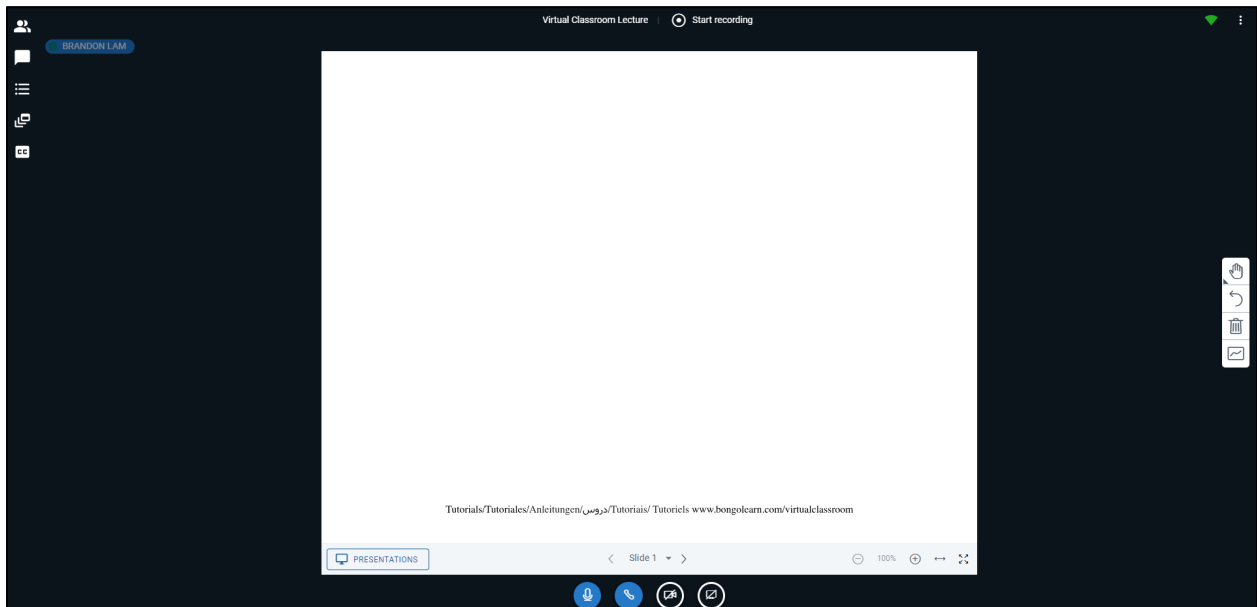 Virtual Classroom Lecture Start recording
BRANDON LAM
CC
Tutorials/Tutoriales/Anleitungen/دروس/Tutoriais/ Tutoriels www.bongolearn.com/virtualclassroom
PRESENTATIONS Slide 1 100%